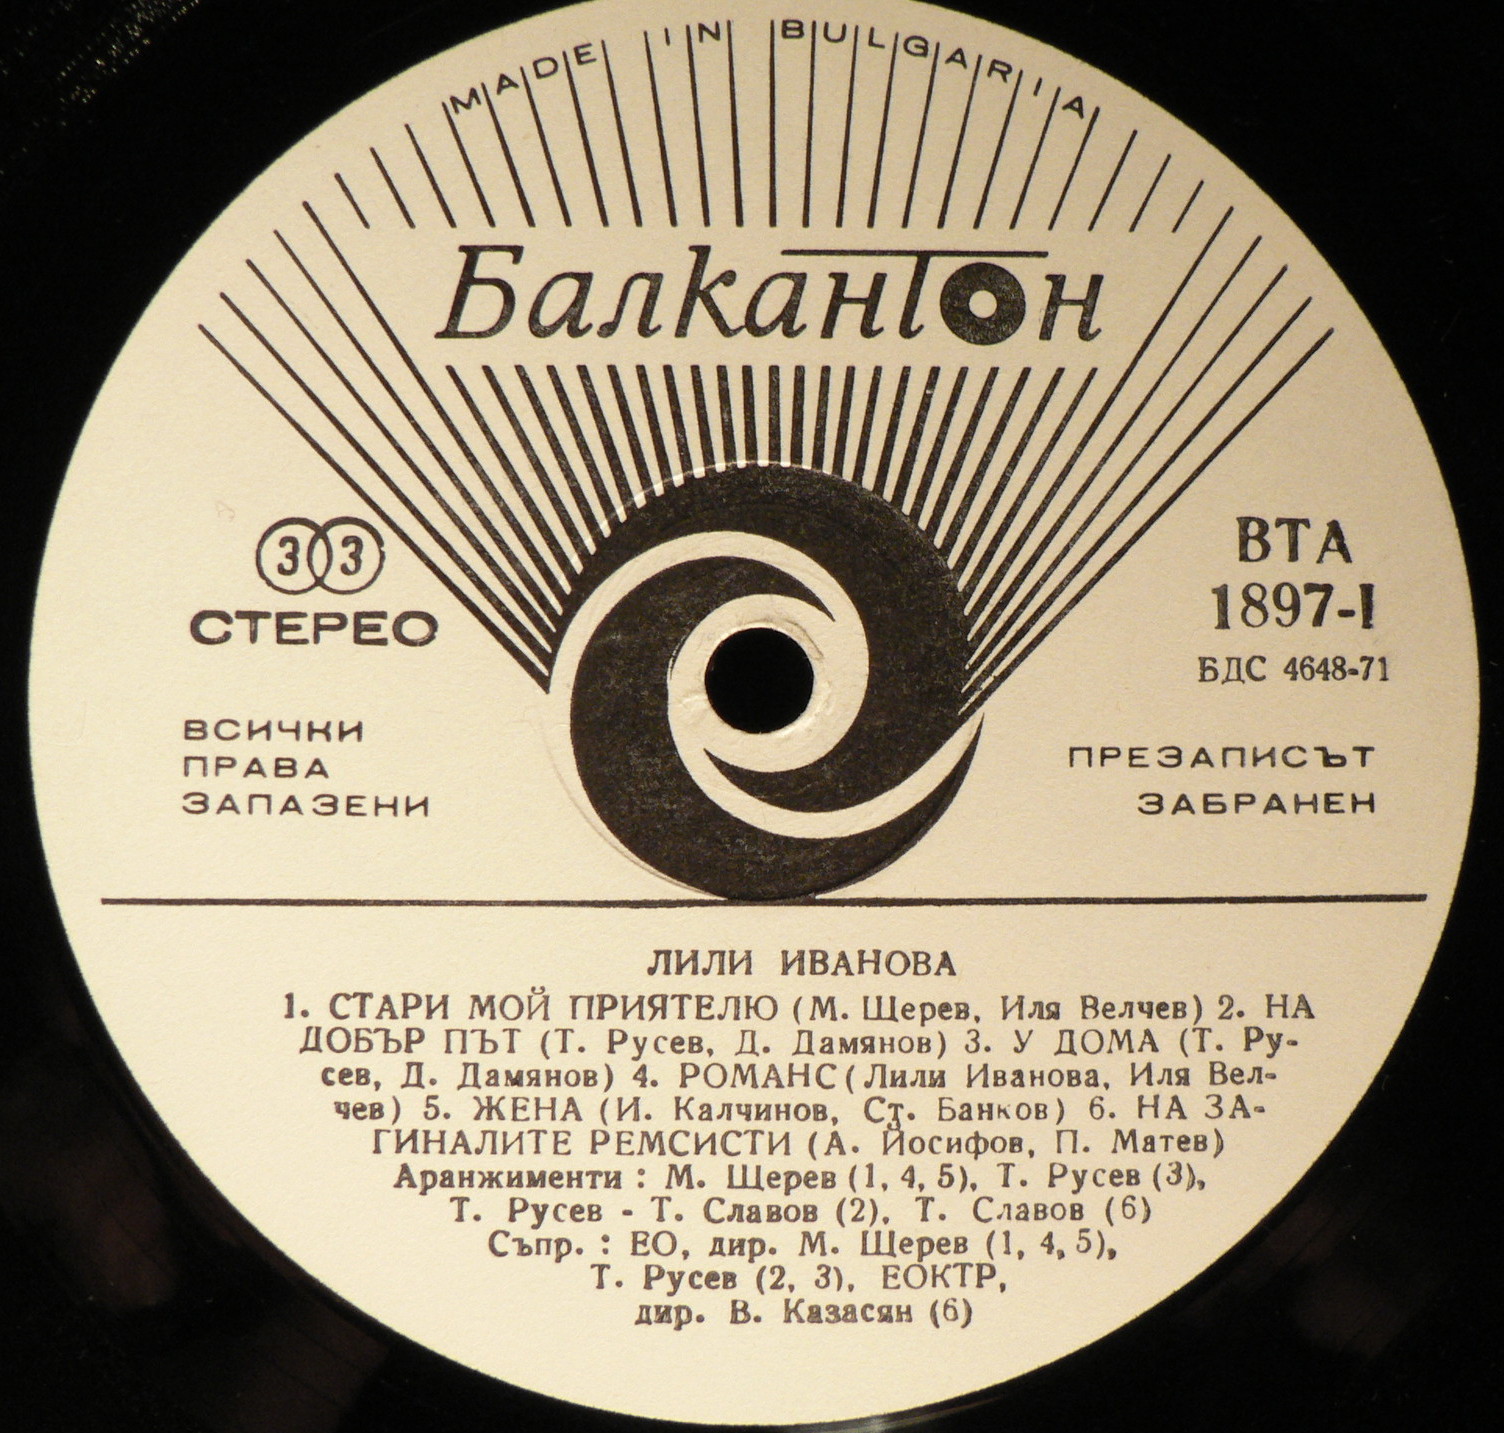 MADE IN BULGARIA
Балкантон
33
СТЕРЕО
ВСИЧКИ
ПРАВА
ЗАПАЗЕНИ
ВТА
1897-I
БДС 4648-71
ПРЕЗАПИСЪТ
ЗАБРАНЕН
ЛИЛИ ИВАНОВА
1. СТАРИ МОЙ ПРИЯТЕЛЮ (М. Щерев, Иля Велчев) 2. НА
ДОБЪР ПЪТ (Т. Русев, Д. Дамянов) 3. У ДОМА (Т. Ру-
сев, Д. Дамянов) 4. РОМАНС (Лили Иванова, Иля Вел-
чев) 5. ЖЕНА (И. Калчинов, Ст. Банков) 6. НА ЗА-
ГИНАЛИТЕ РЕМСИСТИ (А. Йосифов, П. Матев)
Аранжименти : М. Щерев (1, 4, 5), Т. Русев (3),
Т. Русев - Т. Славов (2), Т. Славов (6)
Съпр. : ЕО, дир. М. Щерев (1, 4, 5),
Т. Русев (2, 3), ЕОКТР,
дир. В. Казасян (6)